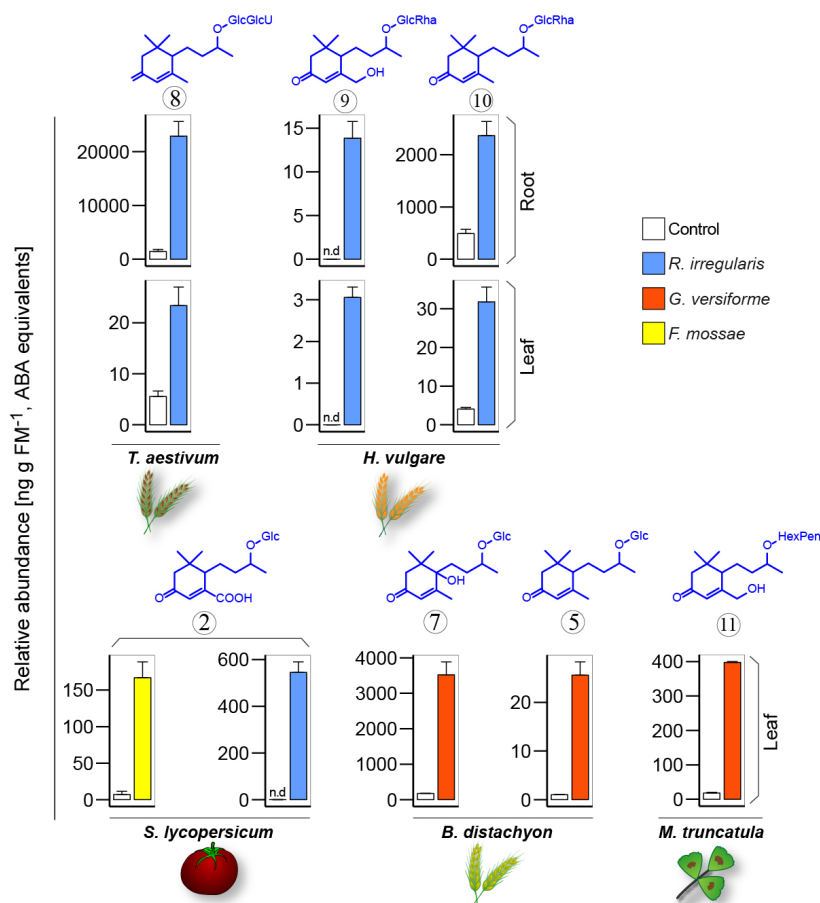 GlcGlcU
O
8
GlcRha
O
O
OH
9
GlcRha
O
O
10
Relative abundance [ng g FM⁻¹, ABA equivalents]
20000
10000
0
15
10
5
0
n.d
2000
1000
0
Root
20
10
0
3
2
1
0
n.d
30
20
10
0
Leaf
Control
R. irregularis
G. versiforme
F. mossae
T. aestivum
H. vulgare
Glc
O
O
COOH
2
Glc
O
OH
O
7
Glc
O
O
5
HexPen
O
O
OH
11
150
100
50
0
600
400
200
0
n.d
4000
3000
2000
1000
0
20
10
0
400
300
200
100
0
Leaf
S. lycopersicum
B. distachyon
M. truncatula